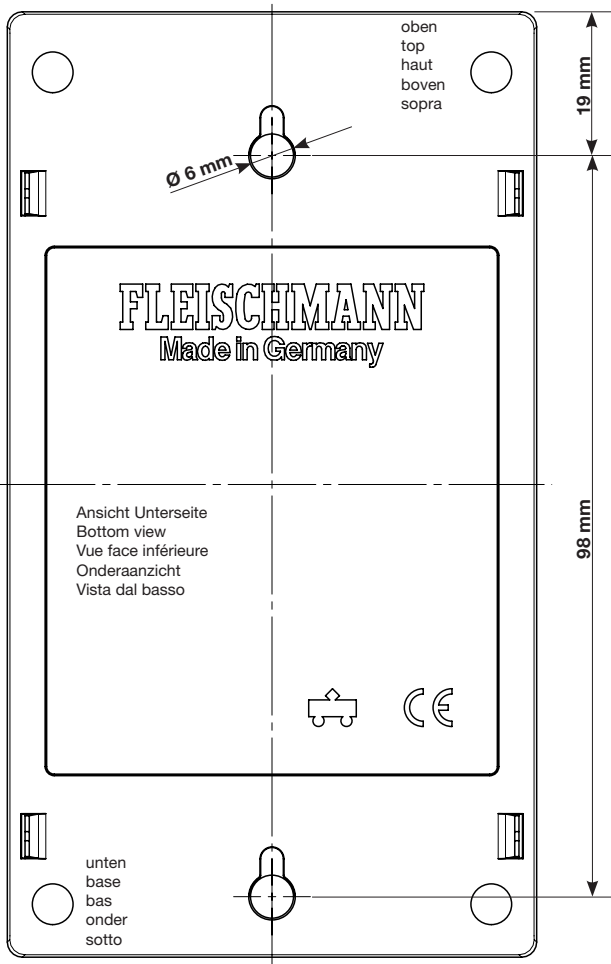 oben
top
haut
boven
sopra
19 mm
Ø 6 mm
FLEISCHMANN
Made in Germany
98 mm
Ansicht Unterseite
Bottom view
Vue face inférieure
Onderaanzicht
Vista dal basso
CE
unten
base
bas
onder
sotto